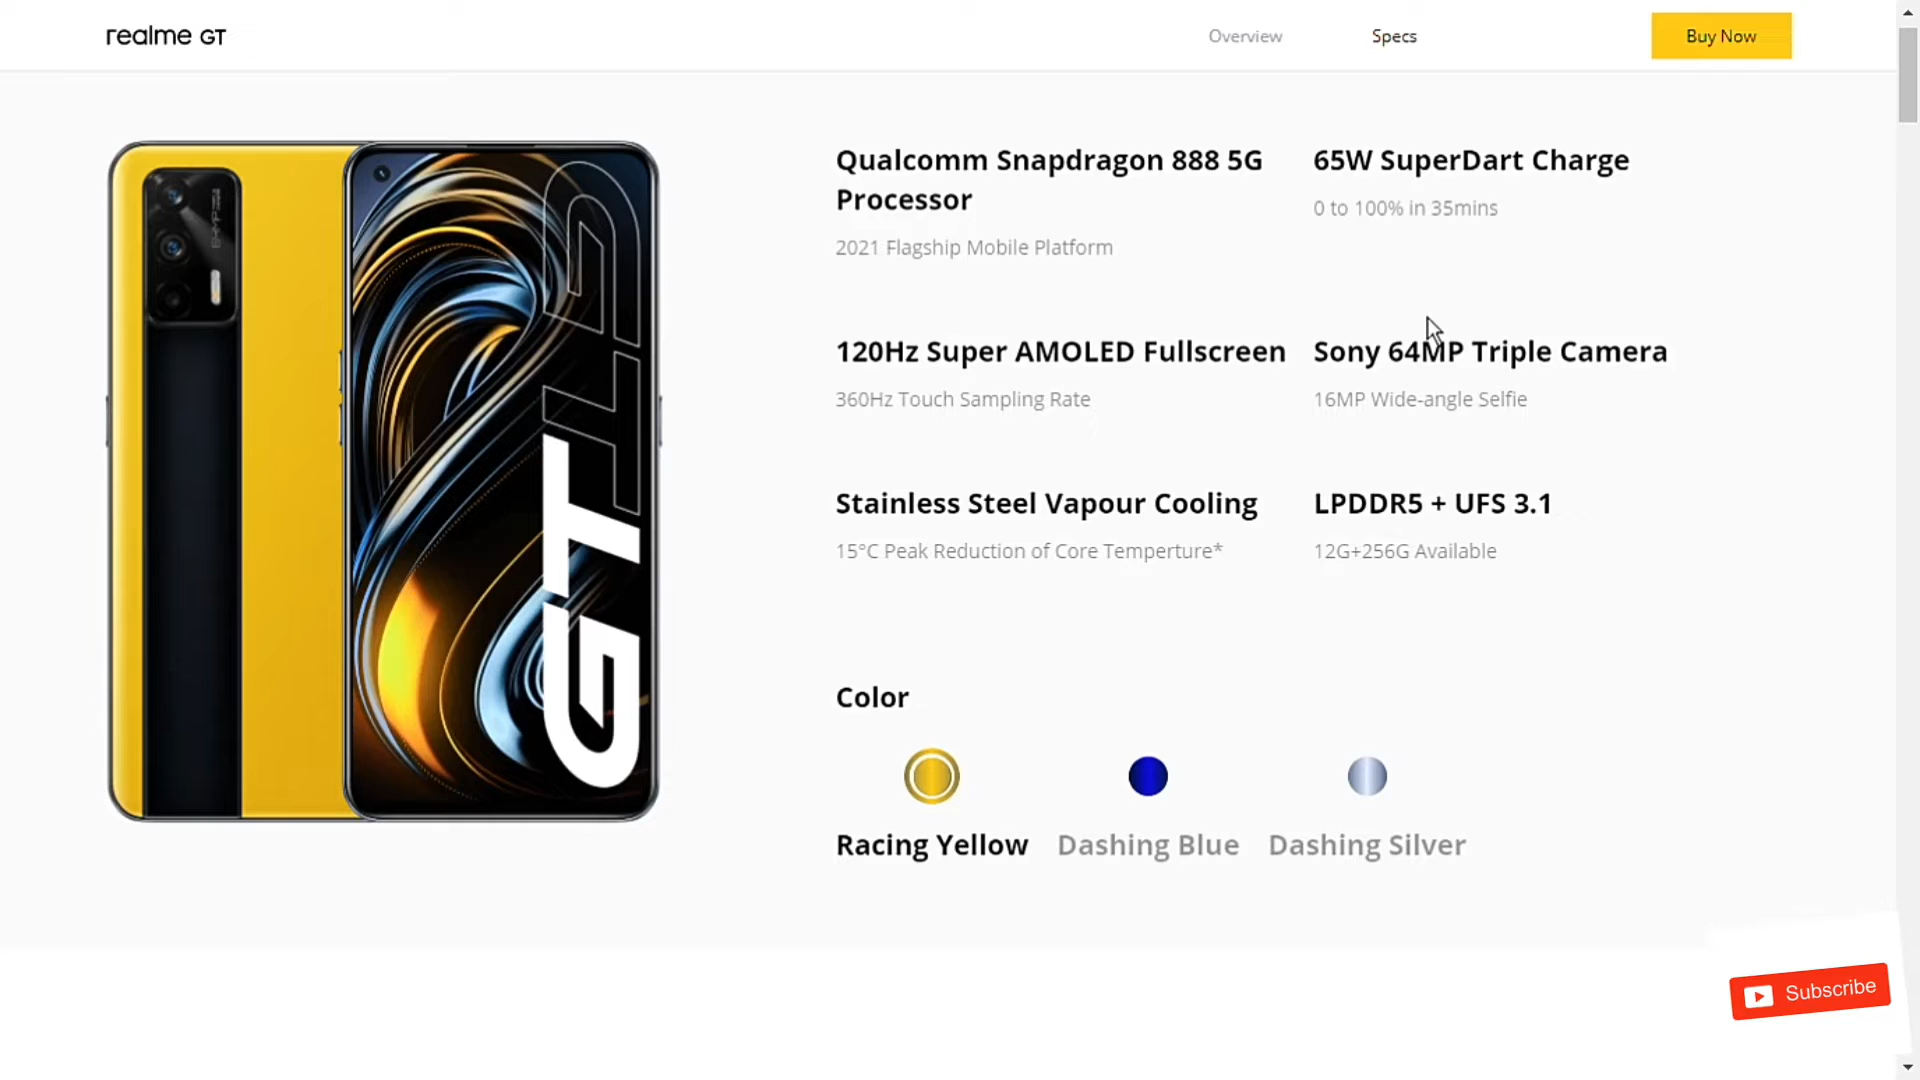 realme GT
Overview
Specs
Buy Now
Qualcomm Snapdragon 888 5G
Processor
2021 Flagship Mobile Platform
65W SuperDart Charge
0 to 100% in 35mins
120Hz Super AMOLED Fullscreen
360Hz Touch Sampling Rate
Sony 64MP Triple Camera
16MP Wide-angle Selfie
Stainless Steel Vapour Cooling
15°C Peak Reduction of Core Temperture*
LPDDR5 + UFS 3.1
12G+256G Available
Color
Racing Yellow
Dashing Blue
Dashing Silver
GT
GT
Subscribe